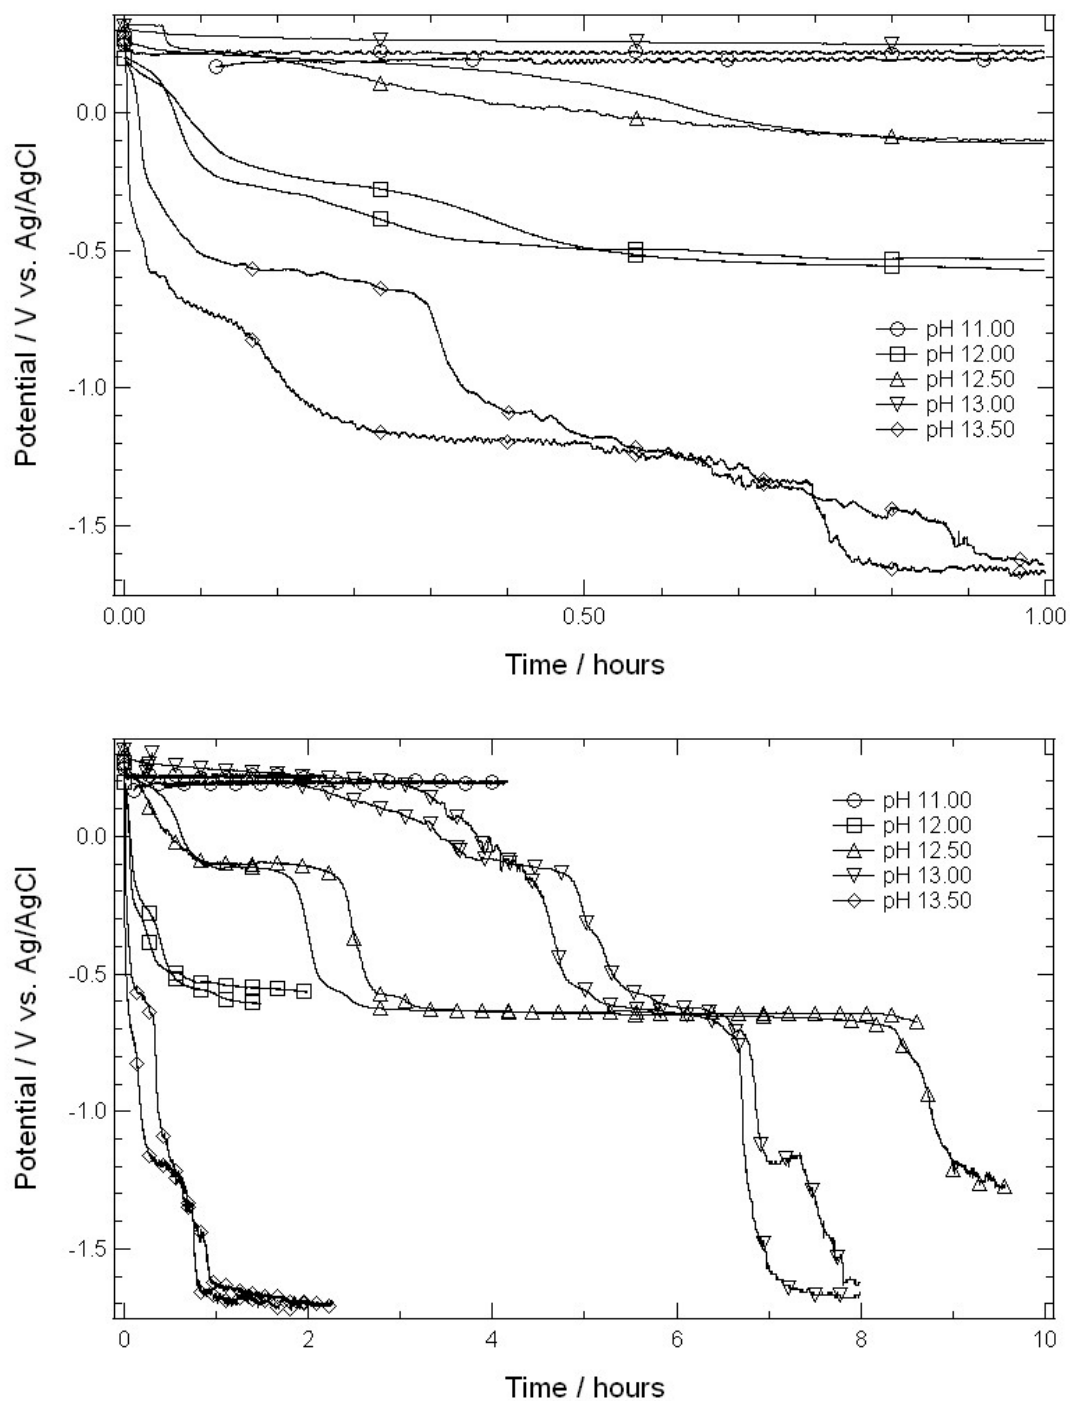 Potential / V vs. Ag/AgCl
0.0
-0.5
-1.0
-1.5
pH 11.00
pH 12.00
pH 12.50
pH 13.00
pH 13.50
0.00 0.50 1.00
Time / hours
Potential / V vs. Ag/AgCl
0.0
-0.5
-1.0
-1.5
pH 11.00
pH 12.00
pH 12.50
pH 13.00
pH 13.50
0 2 4 6 8 10
Time / hours